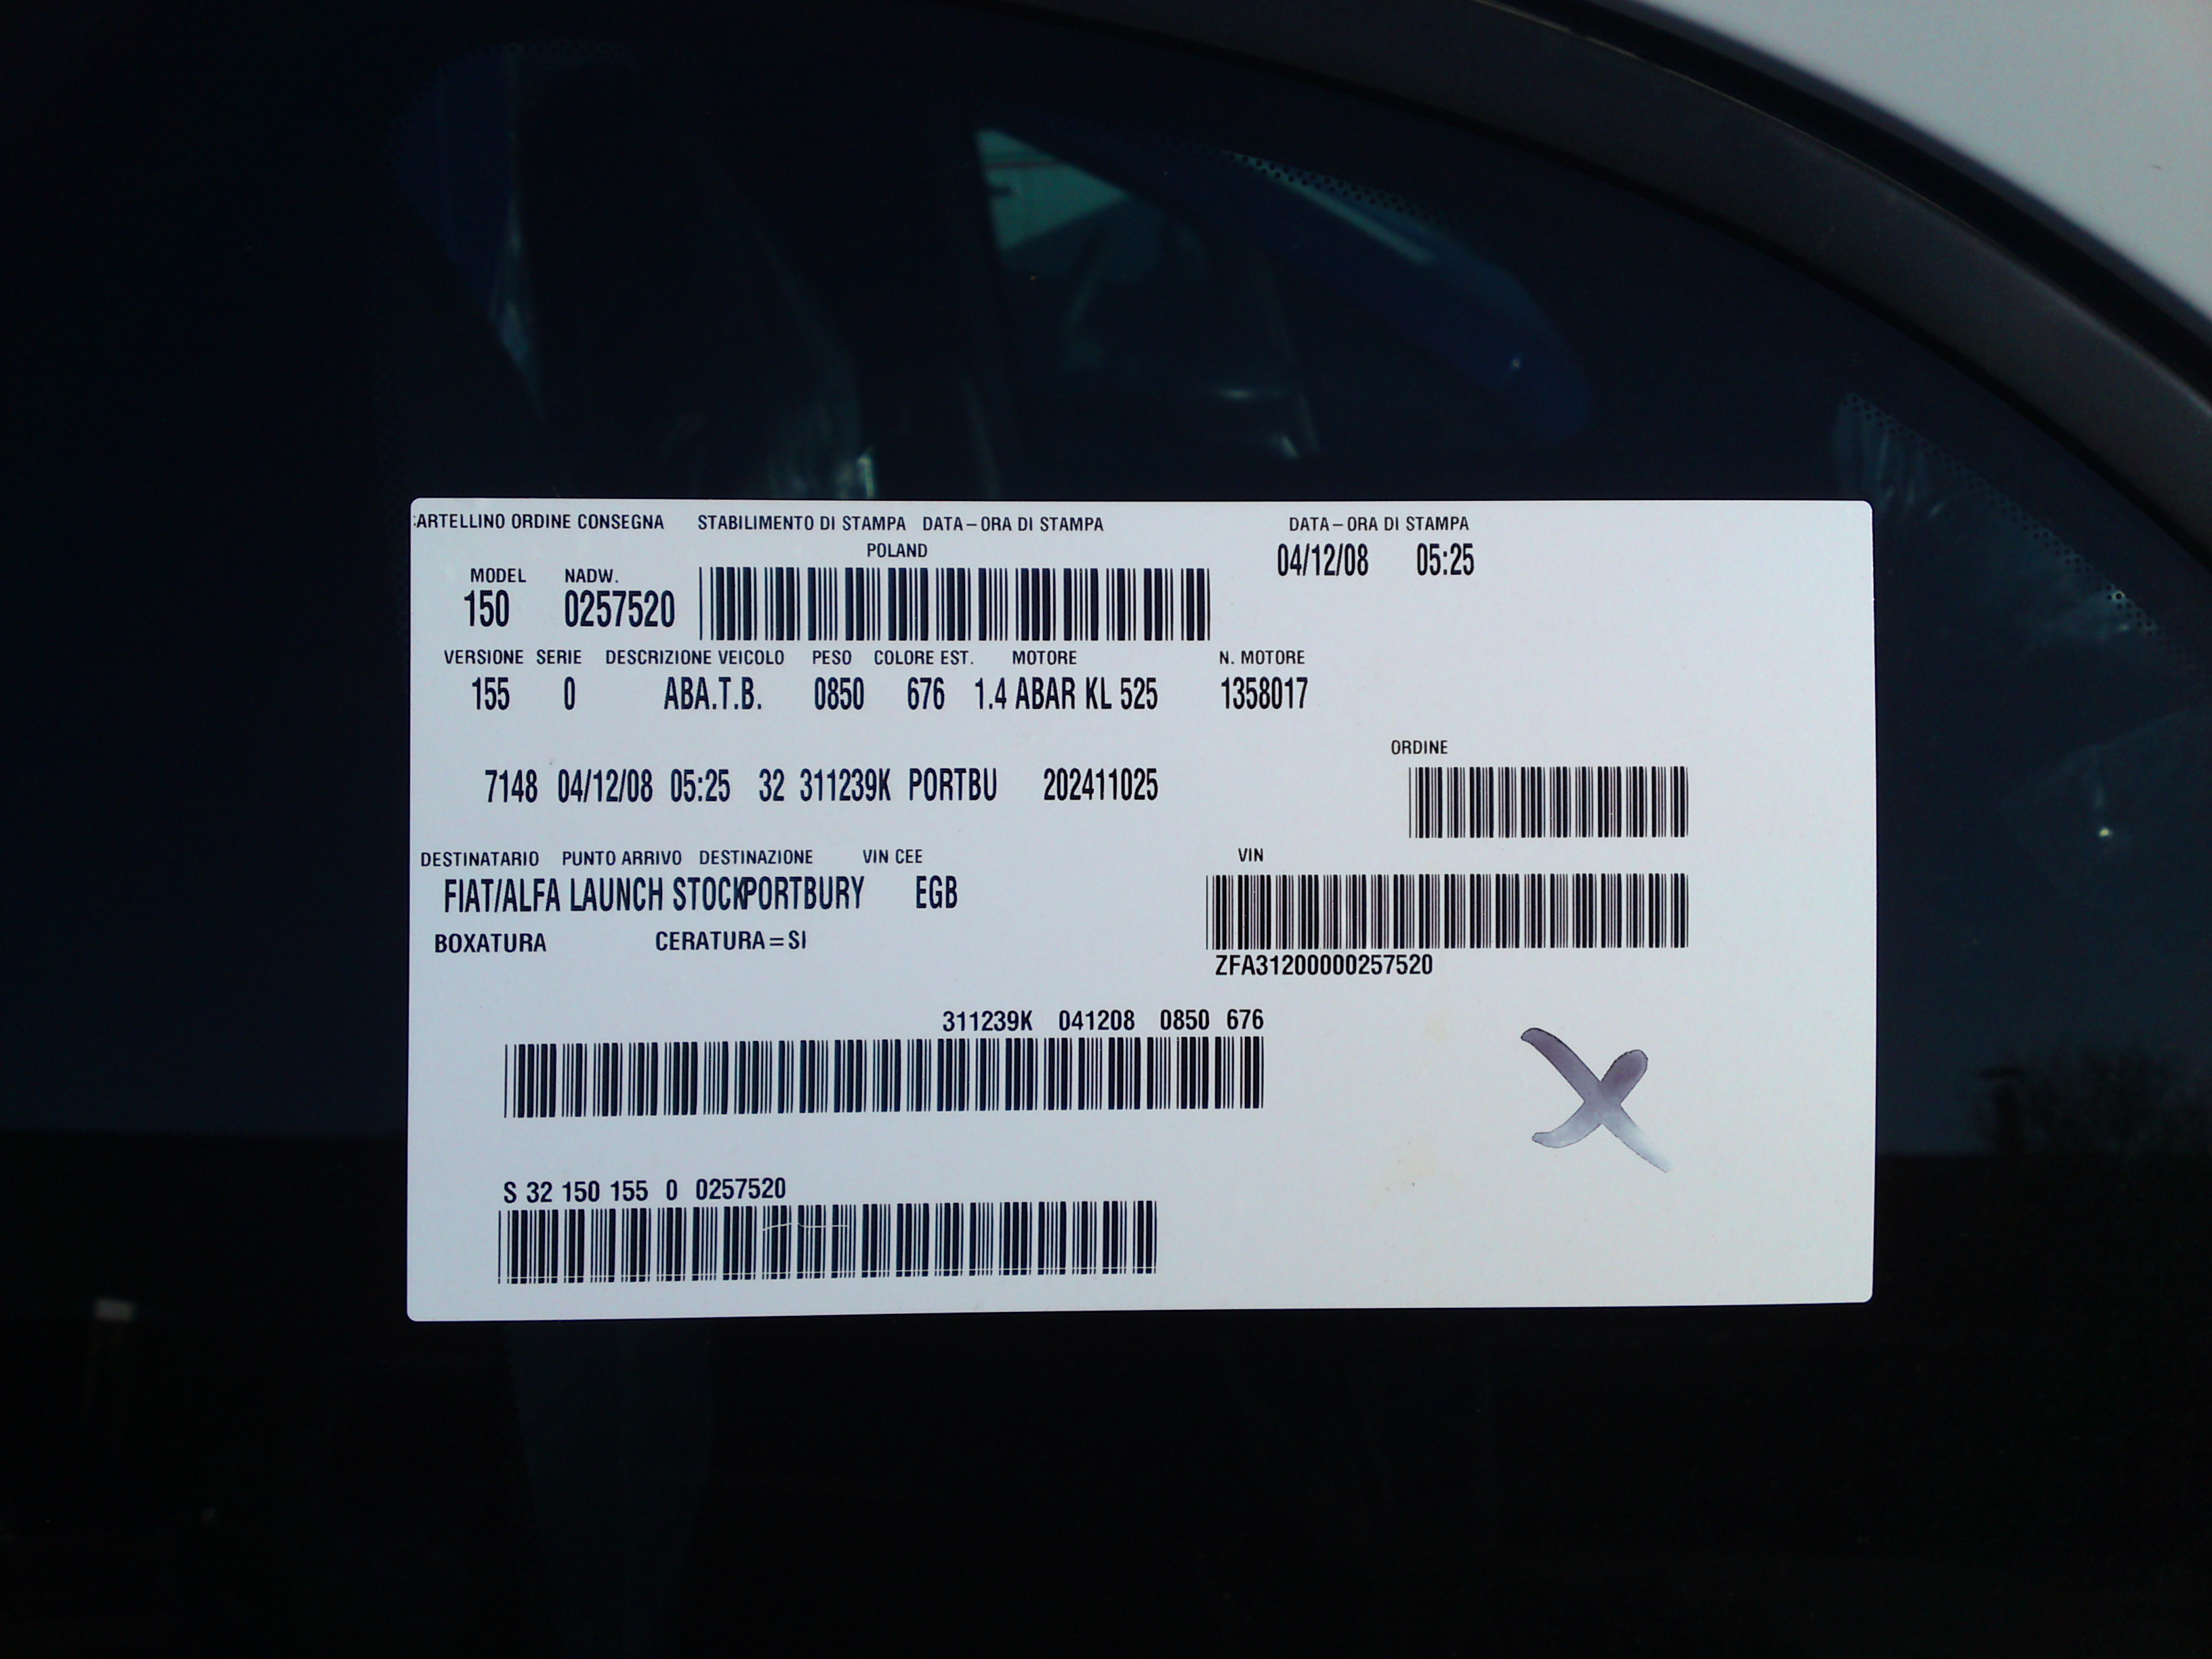 ARTELLINO ORDINE CONSEGNA STABILIMENTO DI STAMPA DATA-ORA DI STAMPA DATA-ORA DI STAMPA
POLAND 04/12/08 05:25
MODEL NADW.
150 0257520
VERSIONE SERIE DESCRIZIONE VEICOLO PESO COLORE EST. MOTORE N. MOTORE
155 0 ABA.T.B. 0850 676 1.4 ABAR KL 525 1358017
ORDINE
7148 04/12/08 05:25 32 311239K PORTBU 202411025
DESTINATARIO PUNTO ARRIVO DESTINAZIONE VIN CEE VIN
FIAT/ALFA LAUNCH STOCKPORTBURY EGB
BOXATURA CERATURA=SI
ZFA31200000257520
311239K 041208 0850 676
X
S 32 150 155 0 0257520